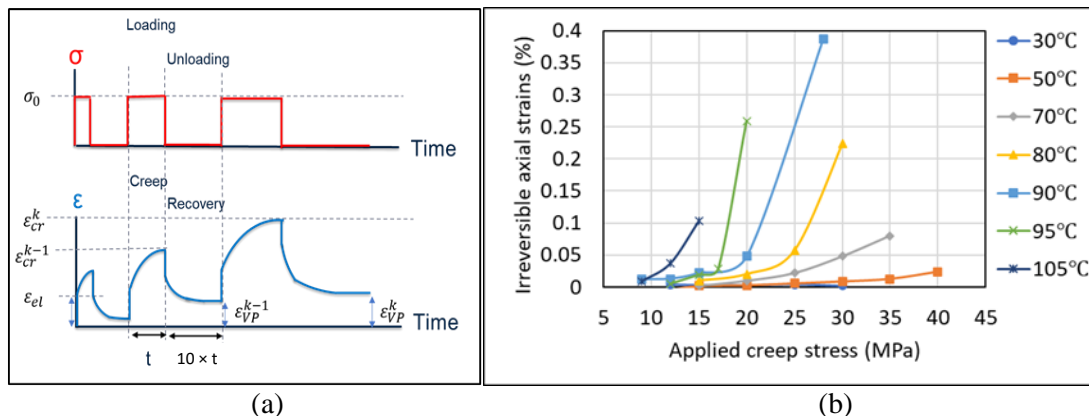 Loading
σ
Unloading
σ₀
Time
ε
Creep
Recovery
ε_cr^k
ε_cr^{k-1}
ε_el
ε_VP^{k-1}
ε_VP^k
Time
t
10 × t
(a)
Irreversible axial strains (%)
0.4
0.35
0.3
0.25
0.2
0.15
0.1
0.05
0
5 10 15 20 25 30 35 40 45
Applied creep stress (MPa)
30°C
50°C
70°C
80°C
90°C
95°C
105°C
(b)